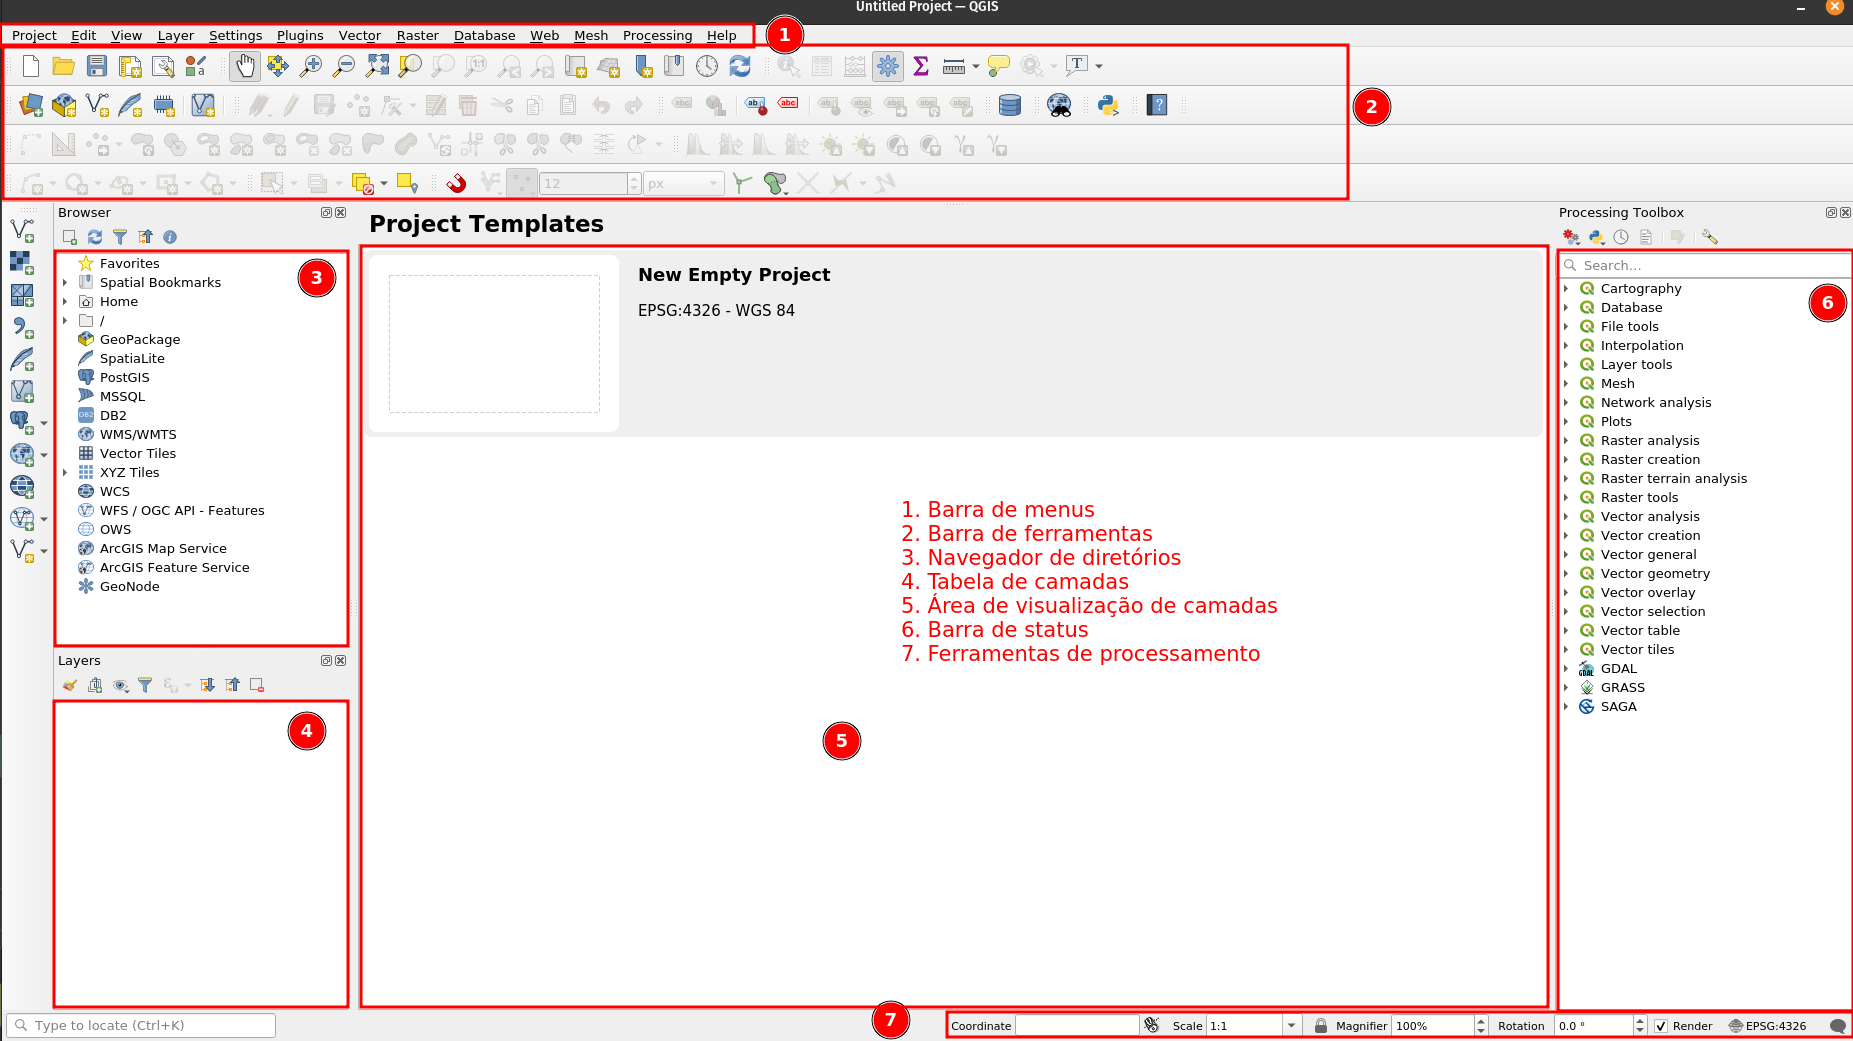 Untitled Project — QGIS
Project Edit View Layer Settings Plugins Vector Raster Database Web Mesh Processing Help
1
2
12 px
Browser
Favorites
Spatial Bookmarks
Home
/
GeoPackage
SpatiaLite
PostGIS
MSSQL
DB2
WMS/WMTS
Vector Tiles
XYZ Tiles
WCS
WFS / OGC API - Features
OWS
ArcGIS Map Service
ArcGIS Feature Service
GeoNode
3
Layers
4
Project Templates
New Empty Project
EPSG:4326 - WGS 84
1. Barra de menus
2. Barra de ferramentas
3. Navegador de diretórios
4. Tabela de camadas
5. Área de visualização de camadas
6. Barra de status
7. Ferramentas de processamento
5
Processing Toolbox
Search...
6
Cartography
Database
File tools
Interpolation
Layer tools
Mesh
Network analysis
Plots
Raster analysis
Raster creation
Raster terrain analysis
Raster tools
Vector analysis
Vector creation
Vector general
Vector geometry
Vector overlay
Vector selection
Vector table
Vector tiles
GDAL
GRASS
SAGA
Type to locate (Ctrl+K)
7
Coordinate Scale 1:1 Magnifier 100% Rotation 0.0 ° Render EPSG:4326